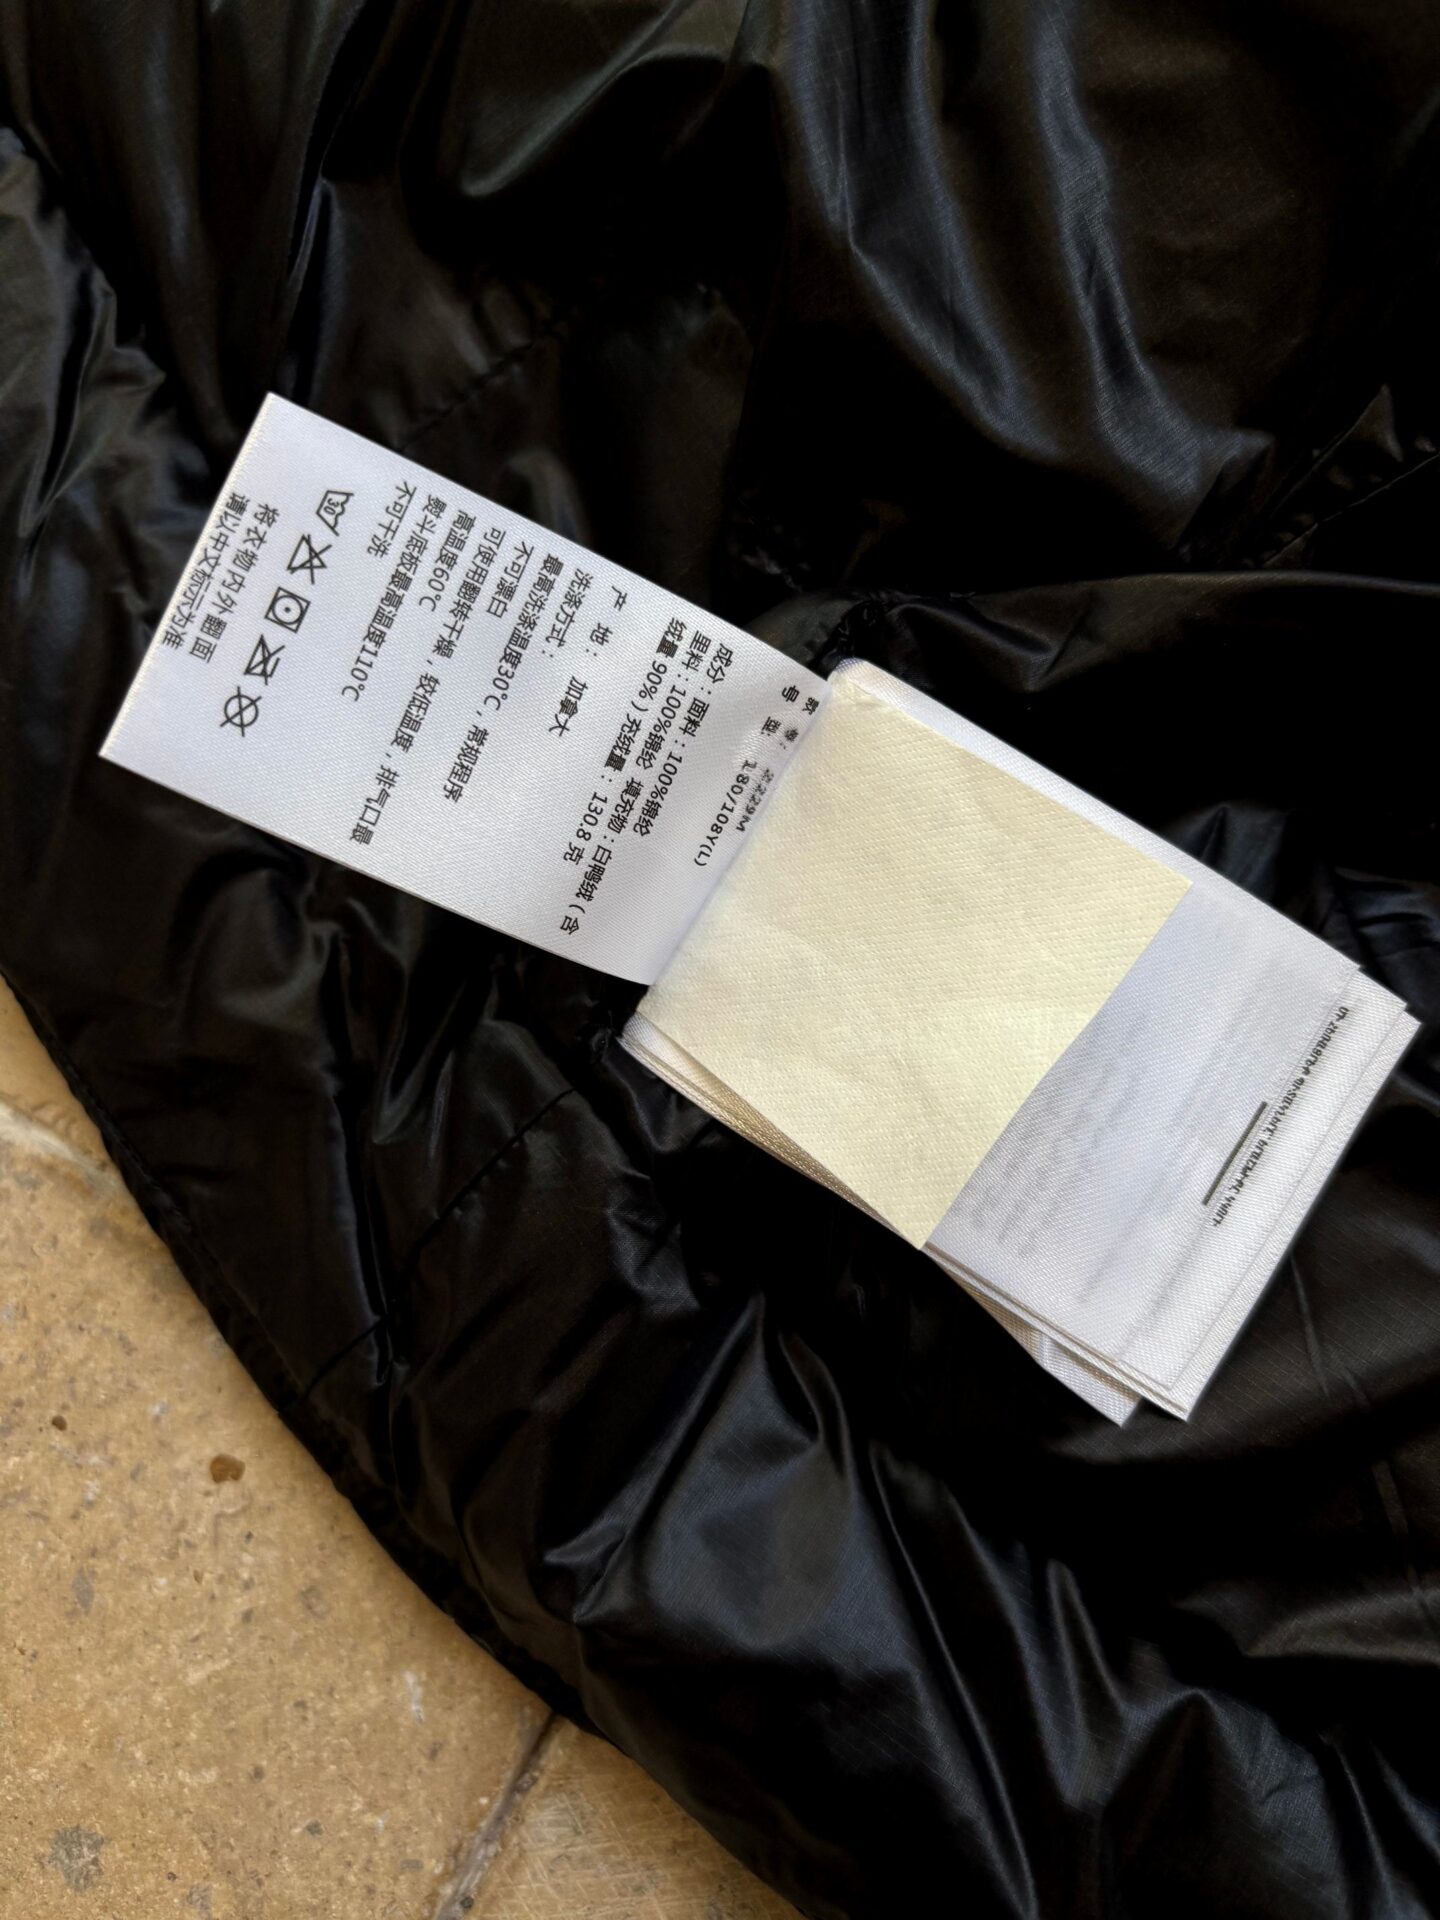 款 号：2229M
号 型：180/108Y(L)
成分：面料：100%锦纶
里料：100%锦纶 填充物：白鸭绒（含
绒量 90%）充绒量：130.8 克
产 地： 加拿大
洗涤方式：
最高洗涤温度30℃，常规程序
不可漂白
可使用翻转干燥，较低温度，排气口最
高温度60℃
熨斗底板最高温度110℃
不可干洗
30
将衣物内外翻面
请以中文标示为准